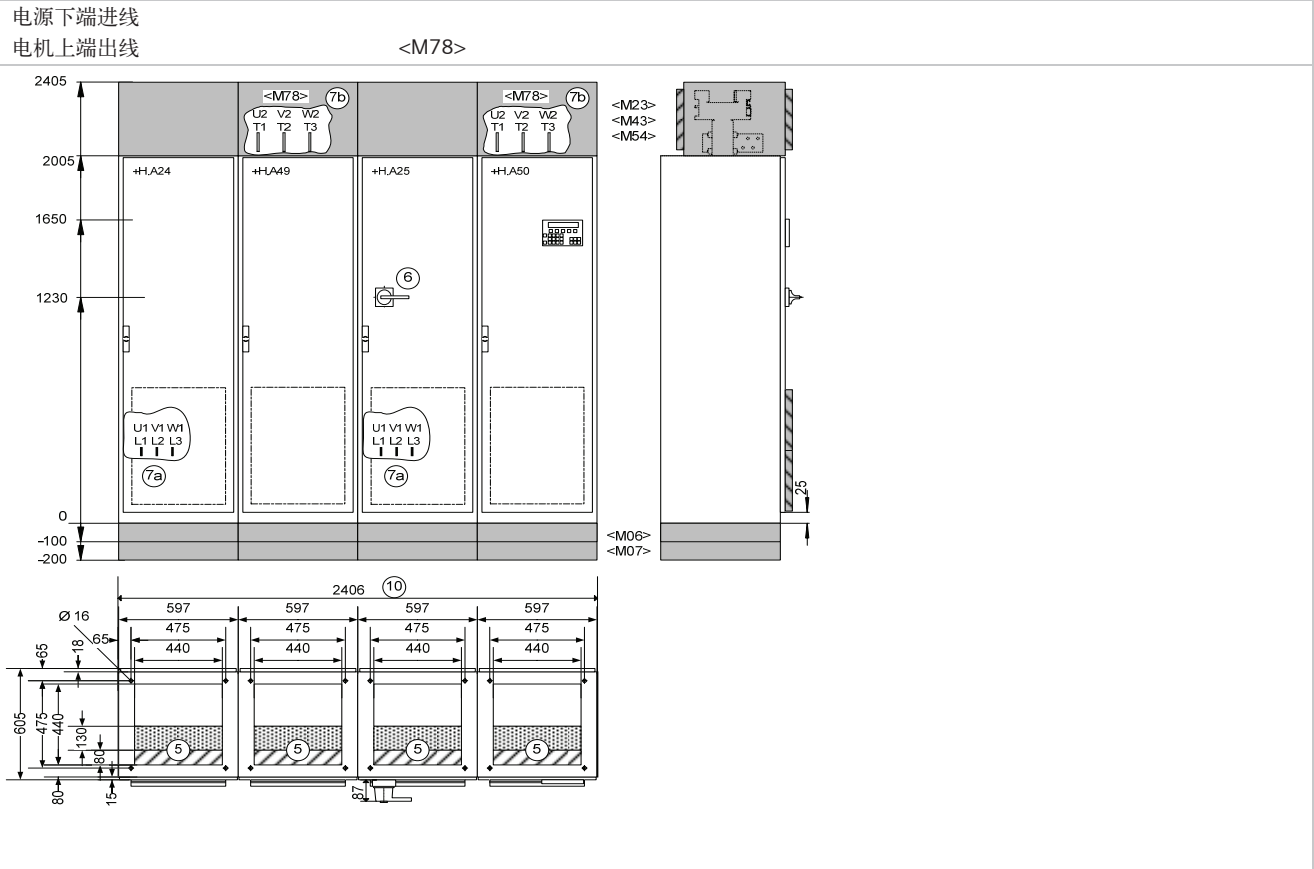 电源下端进线
电机上端出线 <M78>
2405
<M78> 7b <M78> 7b
U2 V2 W2 U2 V2 W2
T1 T2 T3 T1 T2 T3
<M23>
<M43>
<M54>
2005
+H.A24 +H.A49 +H.A25 +H.A50
1650
6
1230
U1 V1 W1 U1 V1 W1
L1 L2 L3 L1 L2 L3
7a 7a
25
0
-100 <M06>
-200 <M07>
2406 10
597 597 597 597
Ø 16
475 475 475 475
65 18 65
440 440 440 440
605 475 440 130 80
5 5 5 5
80 15 87